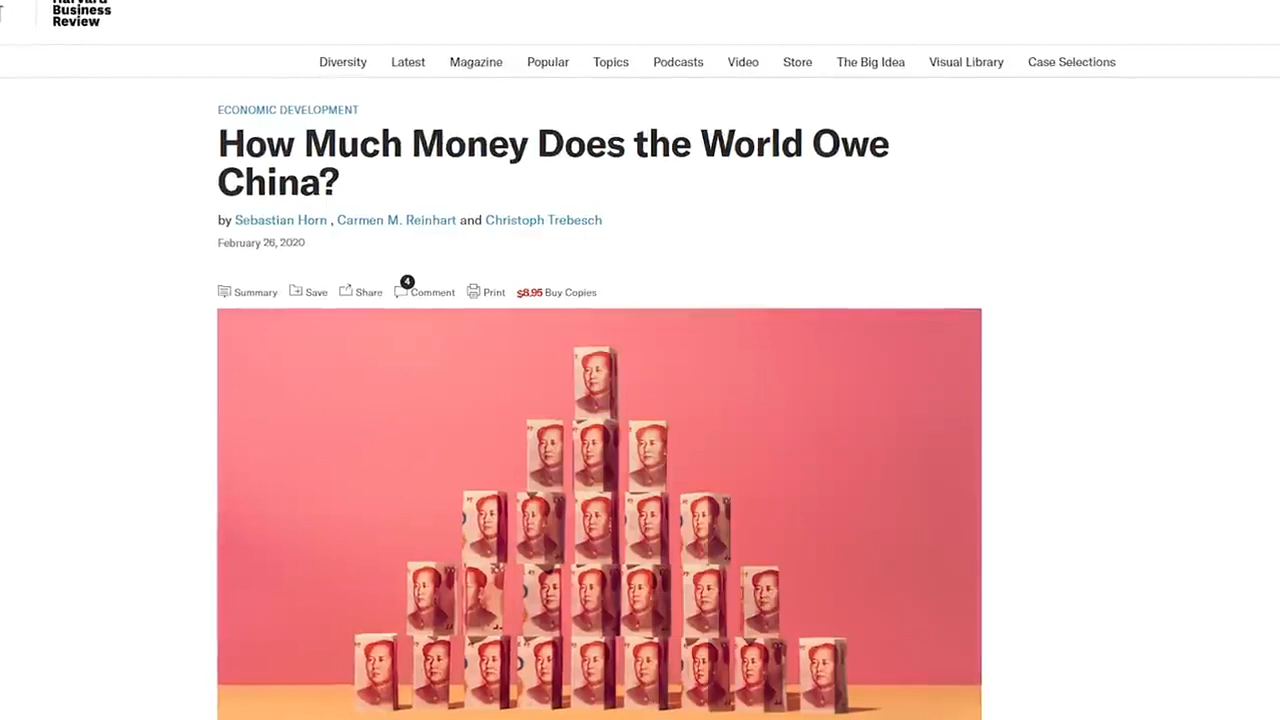 Harvard
Business
Review
Diversity Latest Magazine Popular Topics Podcasts Video Store The Big Idea Visual Library Case Selections
ECONOMIC DEVELOPMENT
How Much Money Does the World Owe
China?
by Sebastian Horn , Carmen M. Reinhart and Christoph Trebesch
February 26, 2020
4
Summary Save Share Comment Print $8.95 Buy Copies